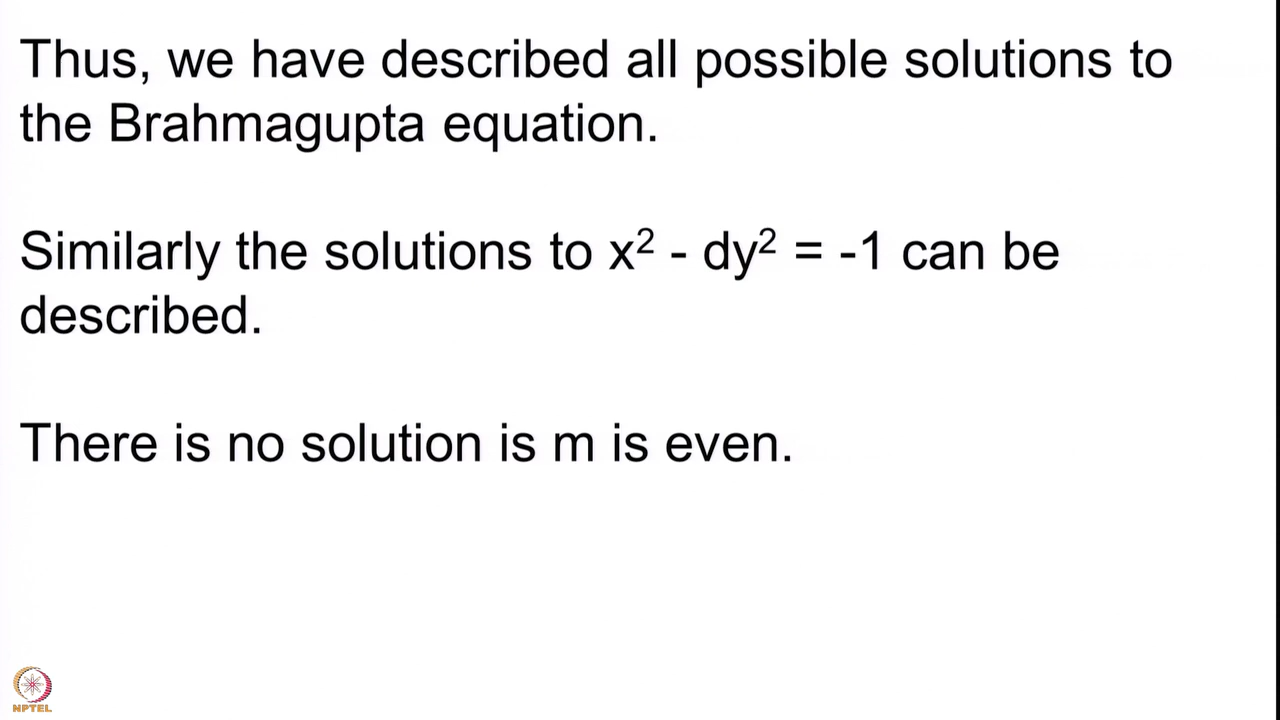 Thus, we have described all possible solutions to
the Brahmagupta equation.
Similarly the solutions to x² - dy² = -1 can be
described.
There is no solution is m is even.
NPTEL